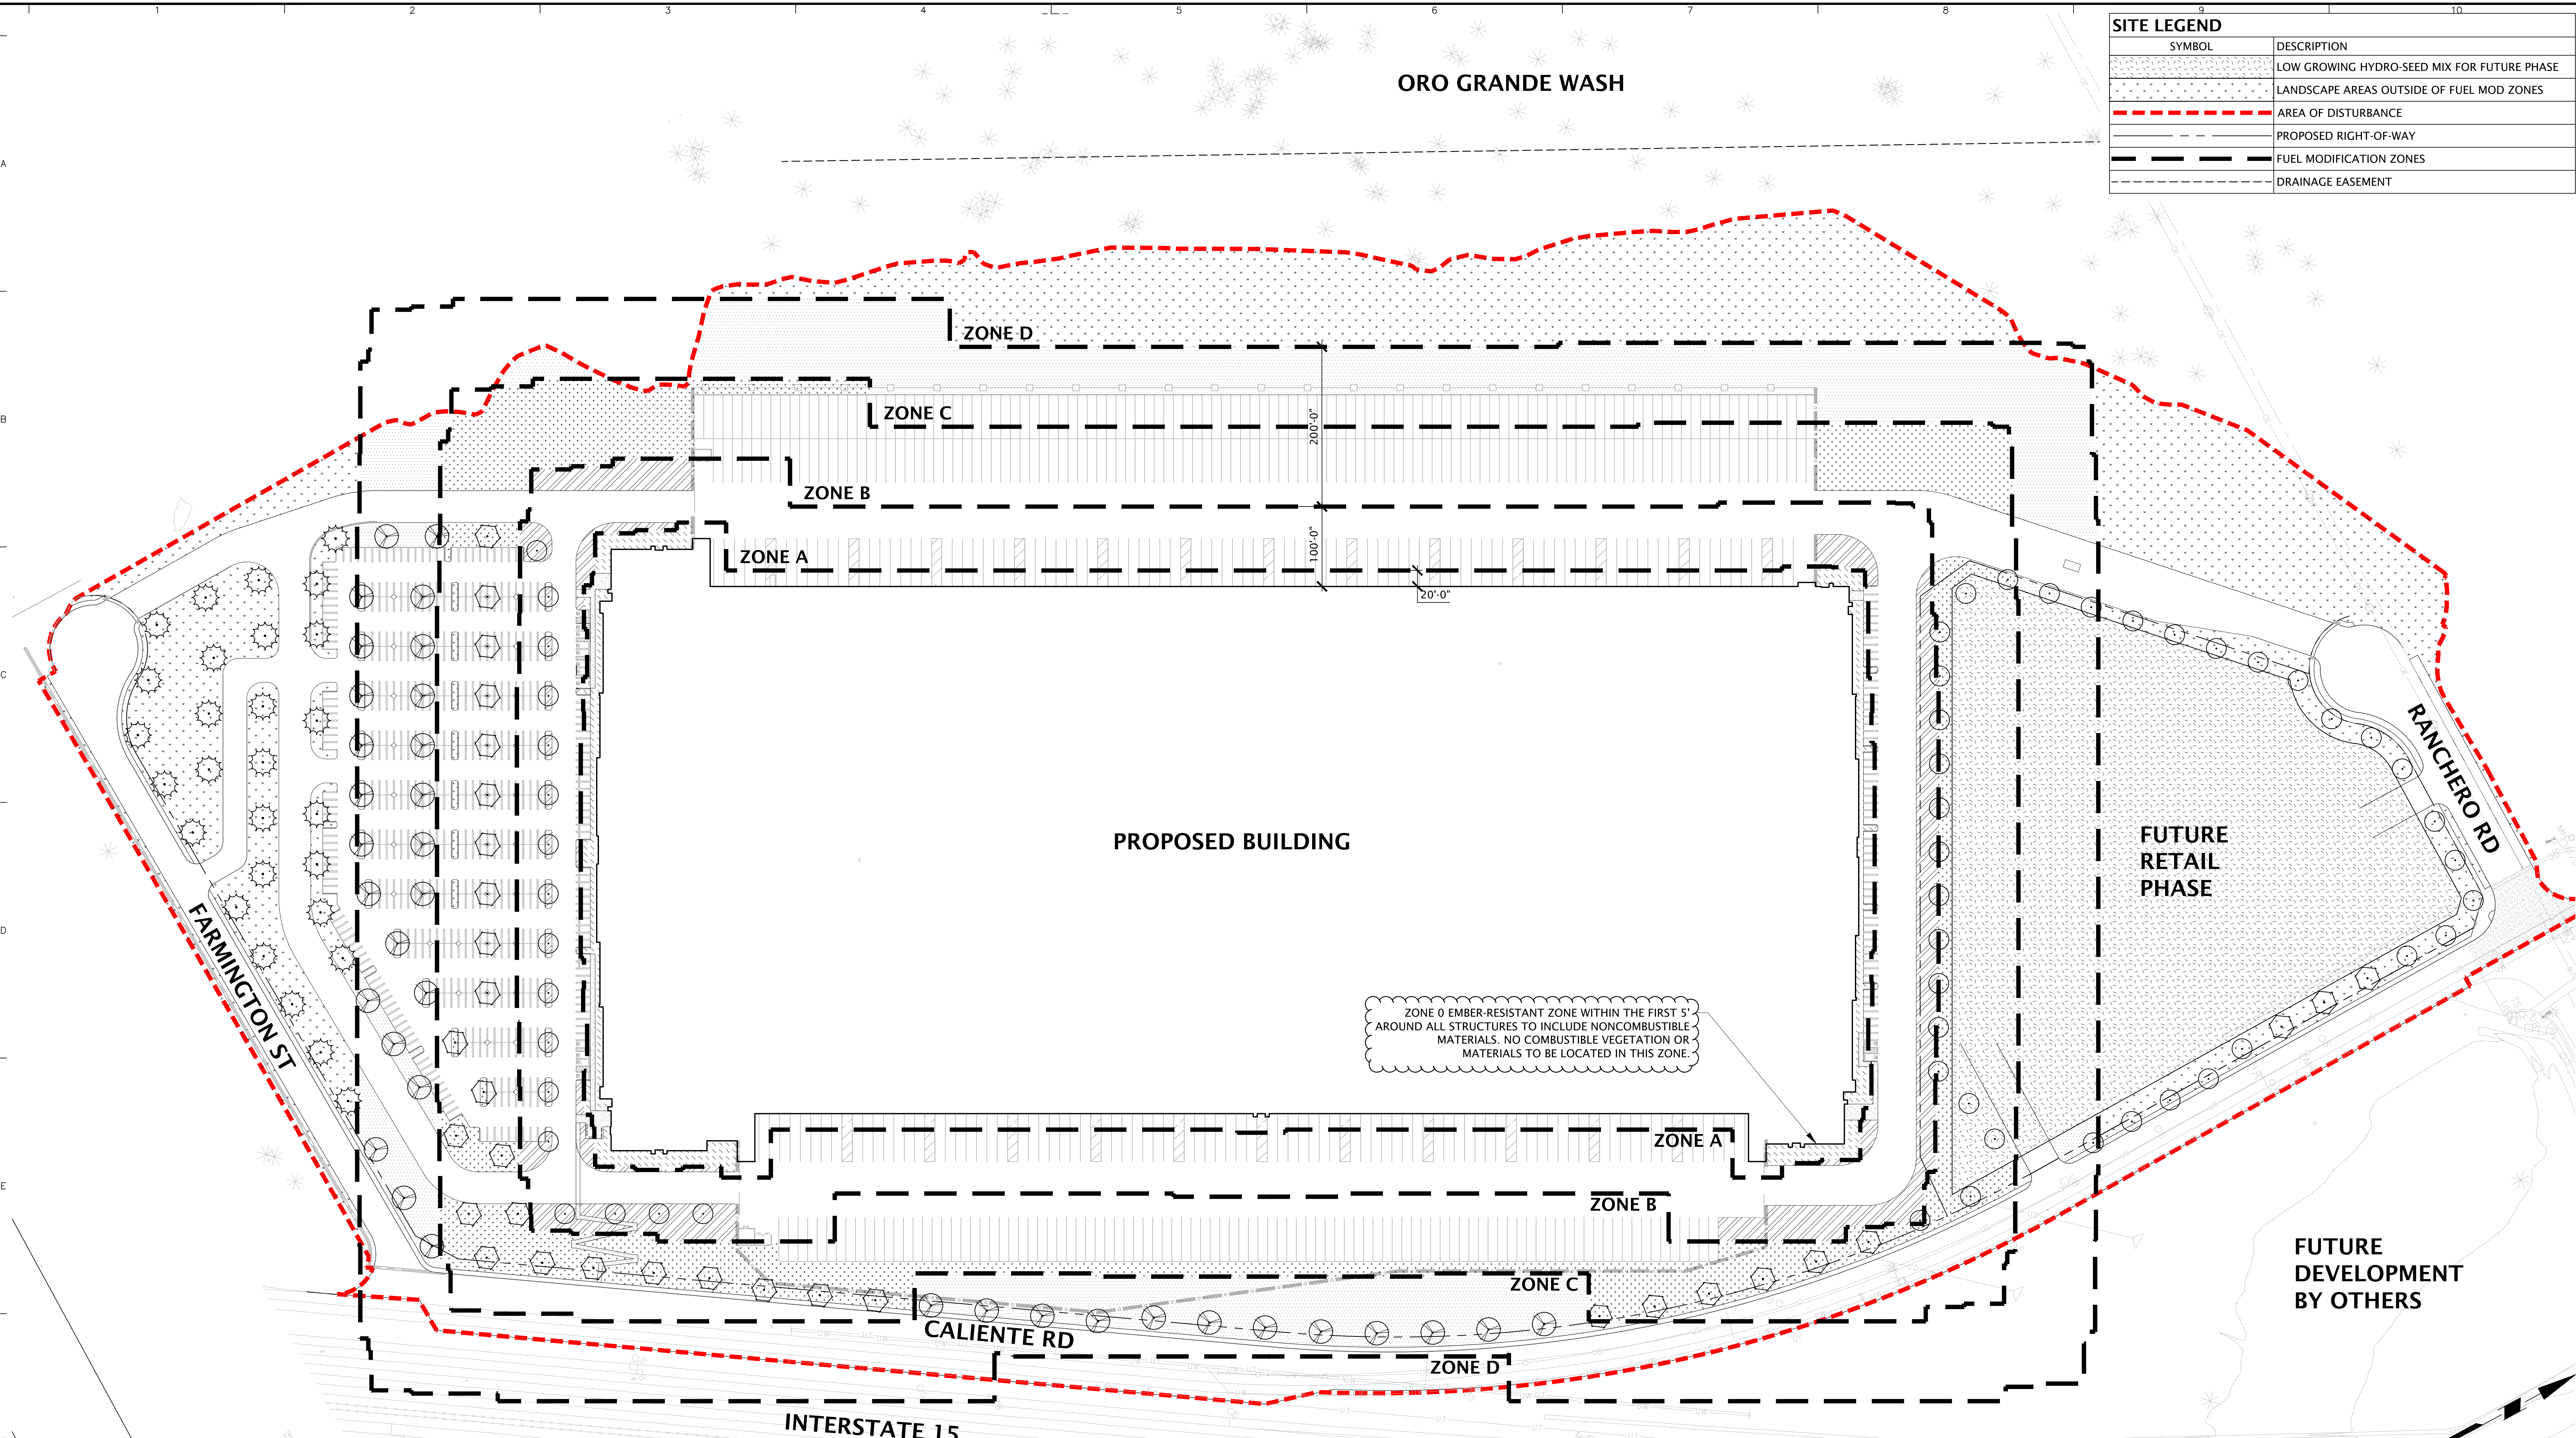 1 2 3 4 5 6 7 8 9 10
SITE LEGEND
SYMBOL DESCRIPTION
LOW GROWING HYDRO-SEED MIX FOR FUTURE PHASE
LANDSCAPE AREAS OUTSIDE OF FUEL MOD ZONES
AREA OF DISTURBANCE
PROPOSED RIGHT-OF-WAY
FUEL MODIFICATION ZONES
DRAINAGE EASEMENT
ORO GRANDE WASH
A
ZONE D
B
ZONE C
200'-0"
ZONE B
100'-0"
ZONE A
20'-0"
C
RANCHERO RD
PROPOSED BUILDING
FUTURE
RETAIL
PHASE
D
FARMINGTON ST
ZONE 0 EMBER-RESISTANT ZONE WITHIN THE FIRST 5'
AROUND ALL STRUCTURES TO INCLUDE NONCOMBUSTIBLE
MATERIALS. NO COMBUSTIBLE VEGETATION OR
MATERIALS TO BE LOCATED IN THIS ZONE.
ZONE A
E
ZONE B
FUTURE
DEVELOPMENT
BY OTHERS
ZONE C
CALIENTE RD
ZONE D
INTERSTATE 15